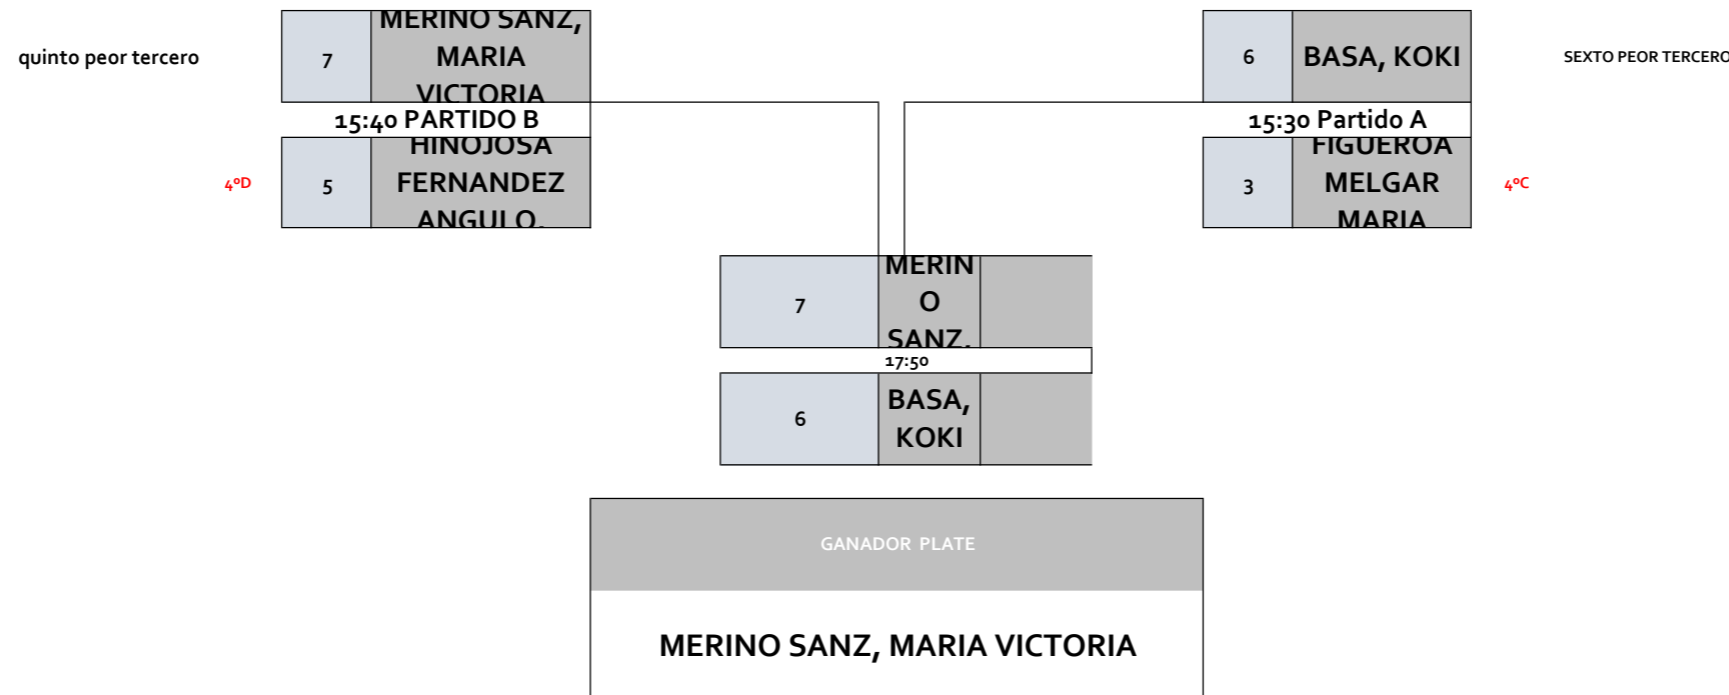 MERINO SANZ,
MARIA
VICTORIA
quinto peor tercero
7
15:40 PARTIDO B
HINOJOSA
FERNANDEZ
ANGULO,
4ºD
5
6
BASA, KOKI
SEXTO PEOR TERCERO
15:30 Partido A
FIGUEROA
MELGAR
MARIA
3
4ºC
MERIN
O
SANZ,
7
17:50
6
BASA,
KOKI
GANADOR PLATE
MERINO SANZ, MARIA VICTORIA